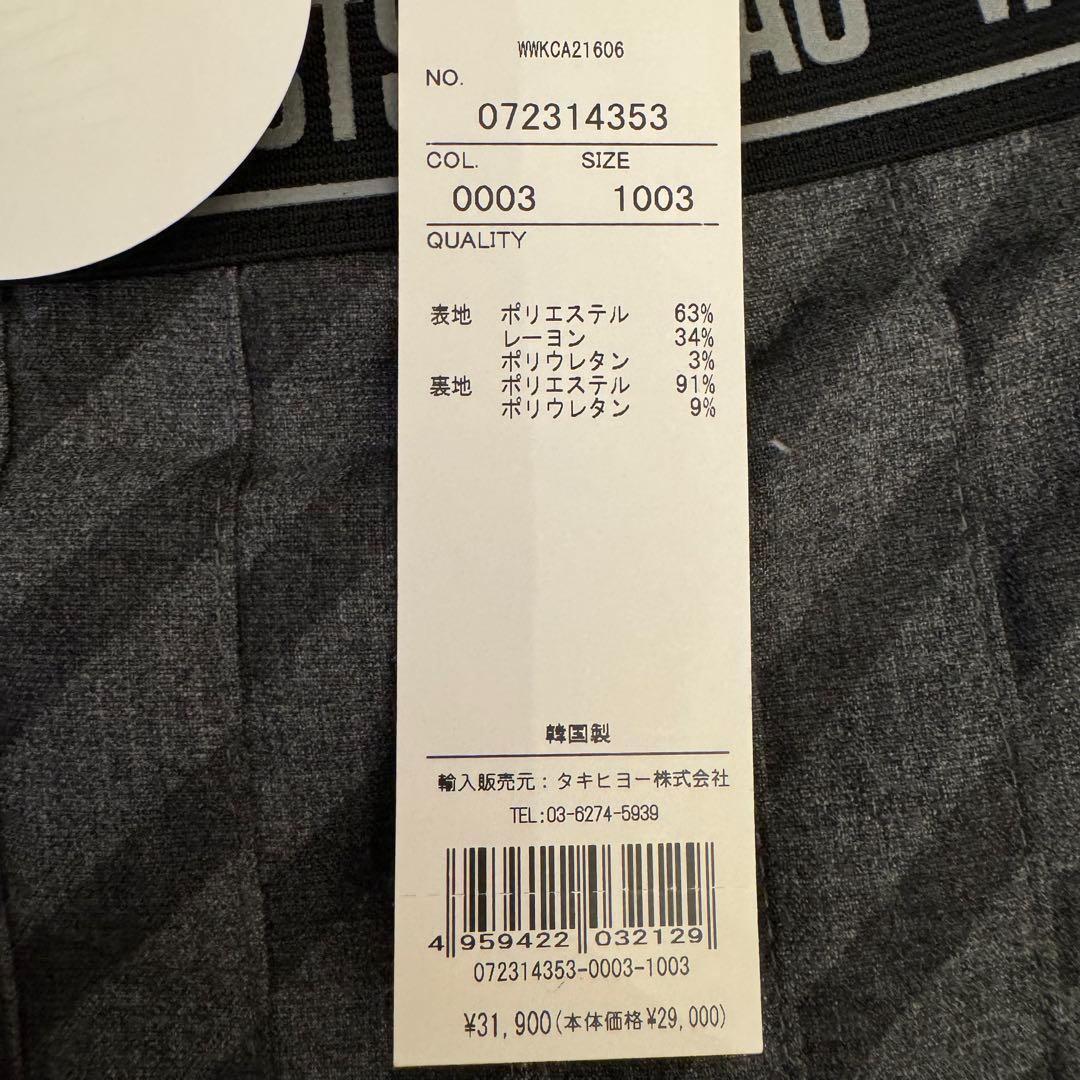 WWKCA21606
NO.
072314353
COL. SIZE
0003 1003
QUALITY
表地 ポリエステル 63%
レーヨン 34%
ポリウレタン 3%
裏地 ポリエステル 91%
ポリウレタン 9%
韓国製
輸入販売元：タキヒヨー株式会社
TEL:03-6274-5939
4 959422 032129
072314353-0003-1003
¥31,900(本体価格¥29,000)